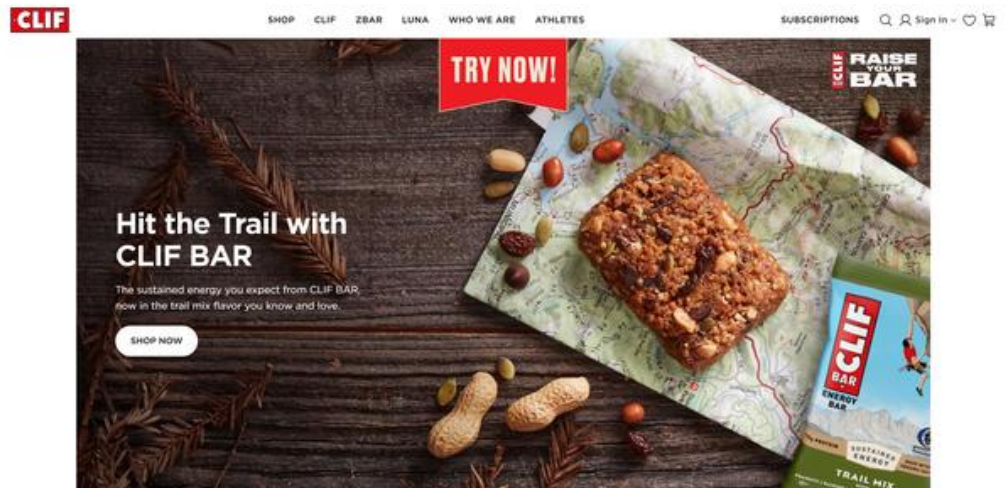 CLIF
SHOP CLIF ZBAR LUNA WHO WE ARE ATHLETES SUBSCRIPTIONS Sign In
TRY NOW!
CLIF RAISE
YOUR
BAR
Hit the Trail with
CLIF BAR
The sustained energy you expect from CLIF BAR,
now in the trail mix flavor you know and love.
SHOP NOW
CLIF
BAR
ENERGY
BAR
PROTEIN
SUSTAINED
ENERGY
TRAIL MIX